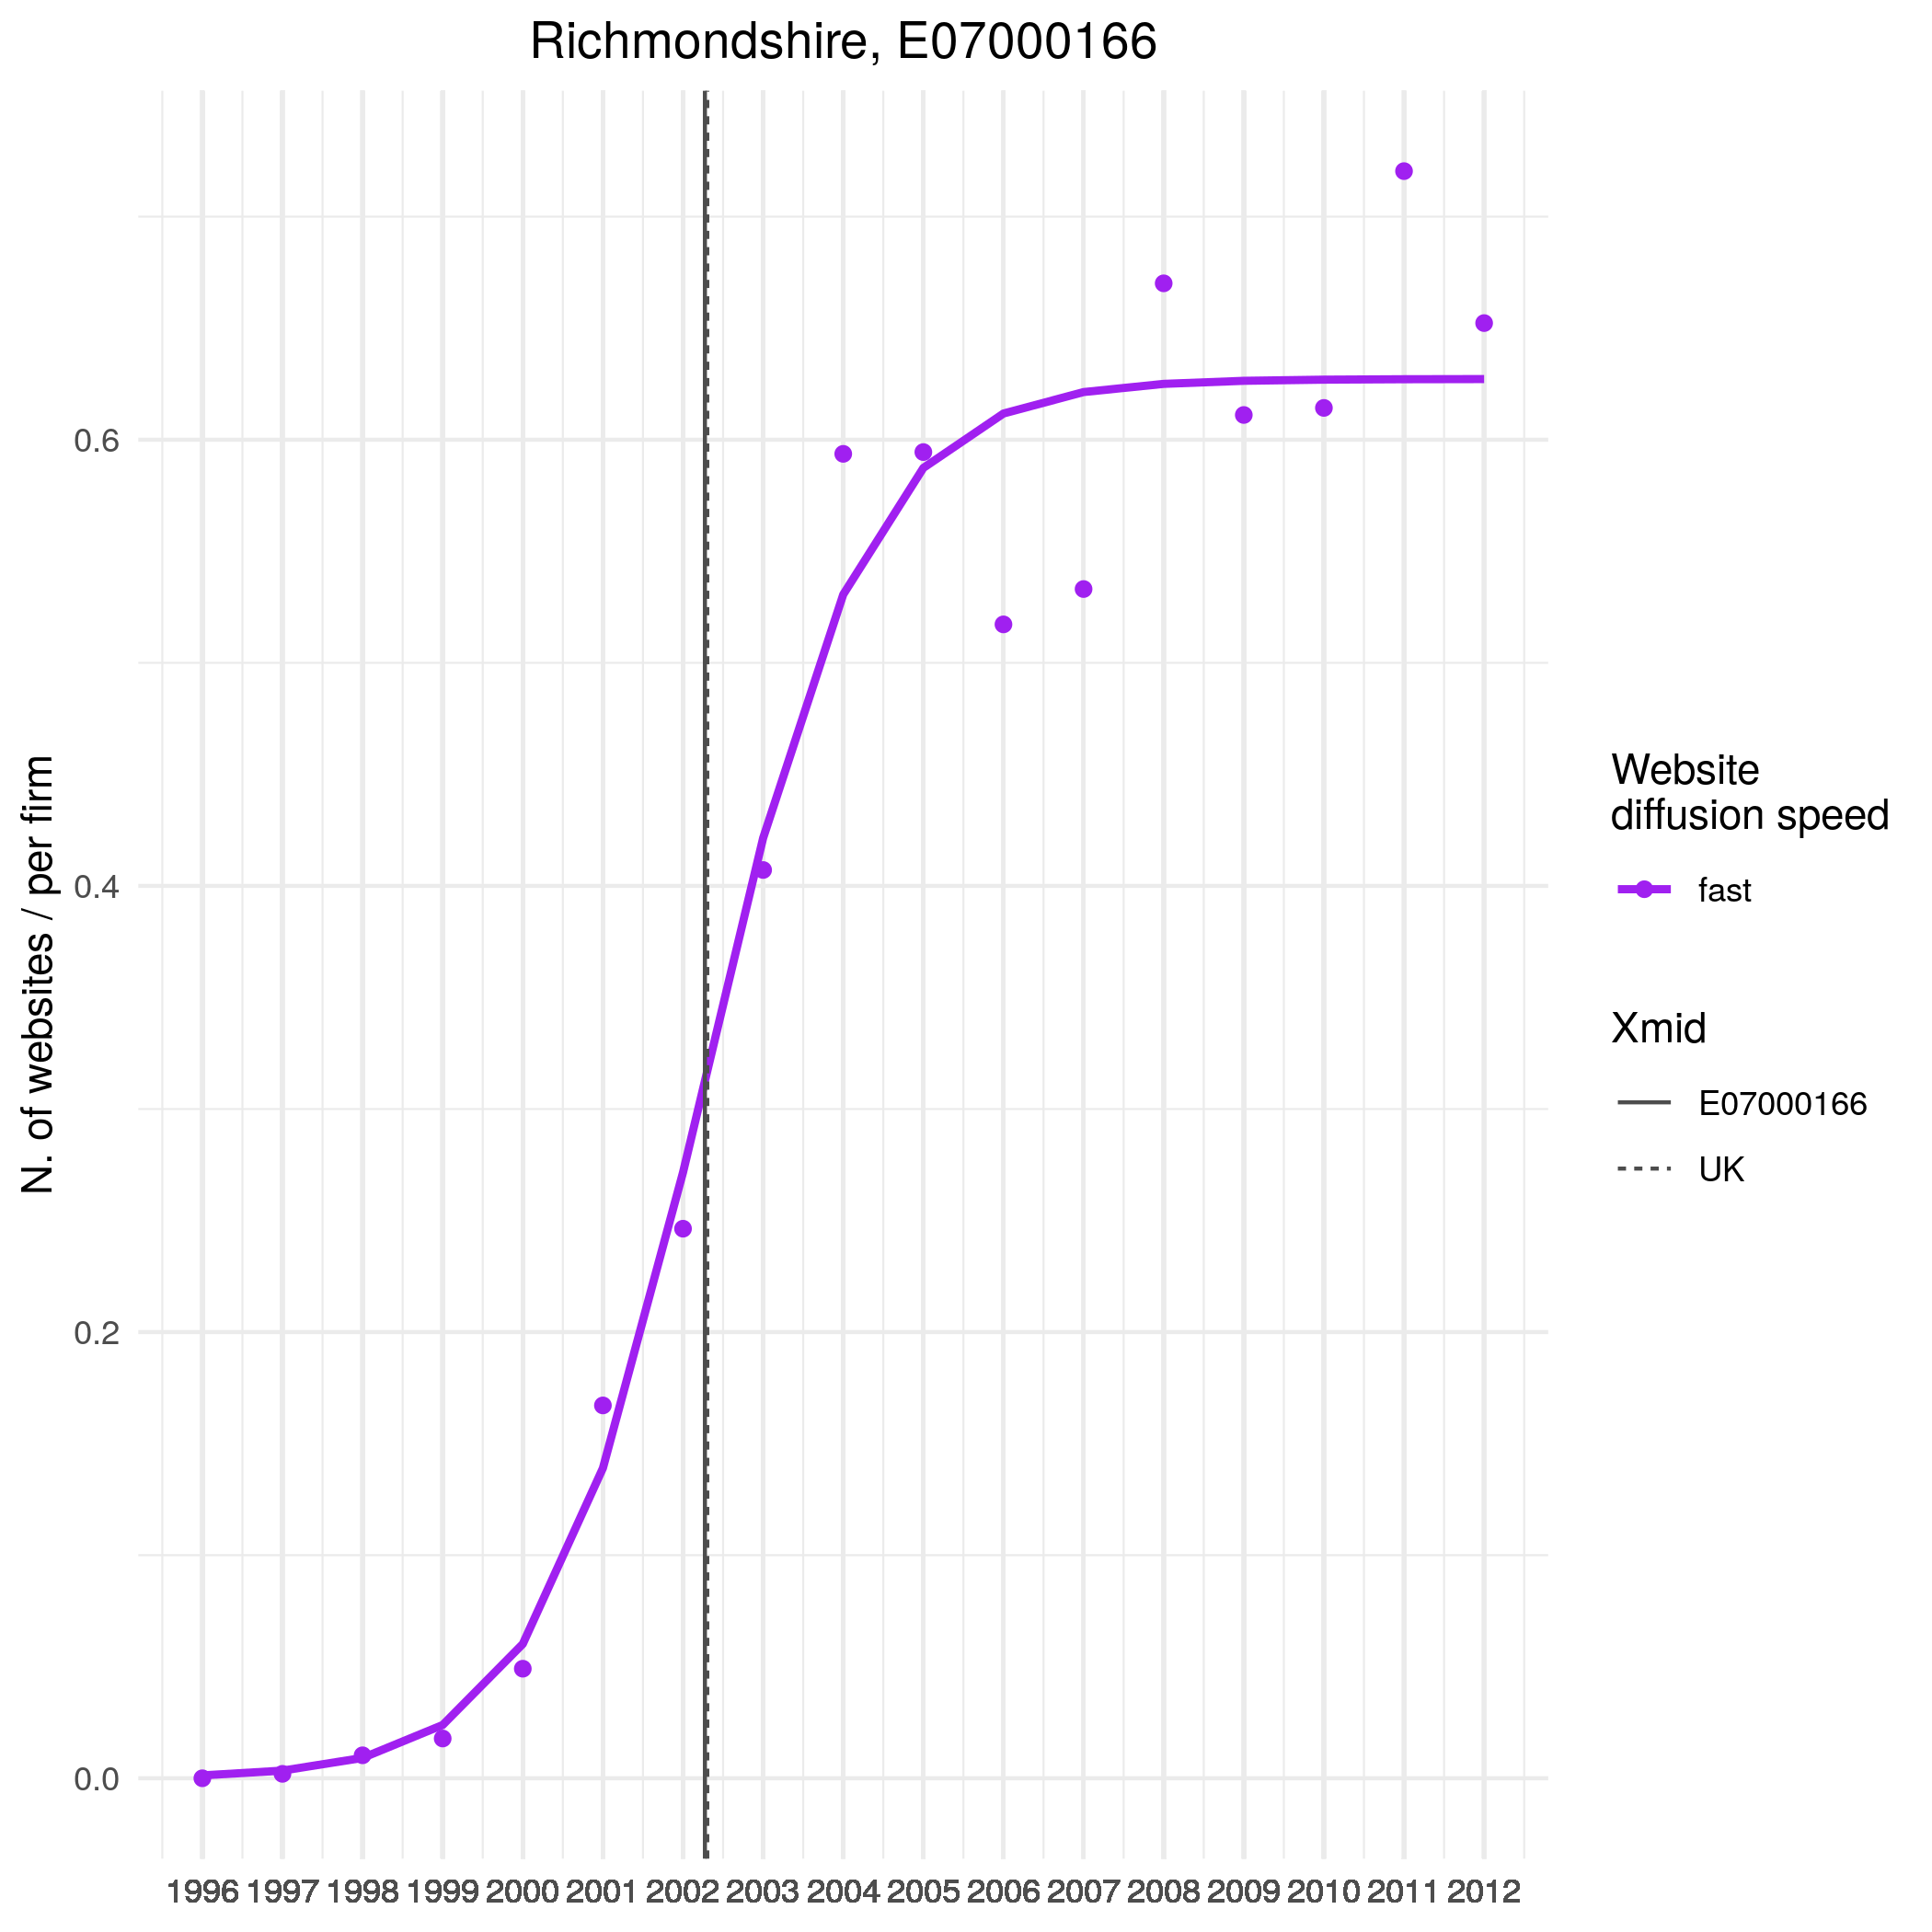 Richmondshire, E07000166
N. of websites / per firm
0.6
0.4
0.2
0.0
1996 1997 1998 1999 2000 2001 2002 2003 2004 2005 2006 2007 2008 2009 2010 2011 2012
Website
diffusion speed
fast
Xmid
E07000166
UK